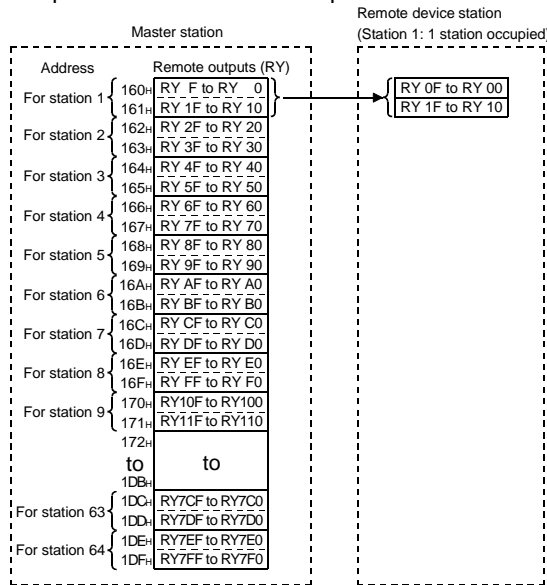 Remote device station
Master station
(Station 1: 1 station occupied)
Address
Remote outputs (RY)
For station 1
160H RY F to RY 0
161H RY 1F to RY 10
RY 0F to RY 00
RY 1F to RY 10
For station 2
162H RY 2F to RY 20
163H RY 3F to RY 30
For station 3
164H RY 4F to RY 40
165H RY 5F to RY 50
For station 4
166H RY 6F to RY 60
167H RY 7F to RY 70
For station 5
168H RY 8F to RY 80
169H RY 9F to RY 90
For station 6
16AH RY AF to RY A0
16BH RY BF to RY B0
For station 7
16CH RY CF to RY C0
16DH RY DF to RY D0
For station 8
16EH RY EF to RY E0
16FH RY FF to RY F0
For station 9
170H RY10F to RY100
171H RY11F to RY110
172H
to to
1DBH
For station 63
1DCH RY7CF to RY7C0
1DDH RY7DF to RY7D0
For station 64
1DEH RY7EF to RY7E0
1DFH RY7FF to RY7F0